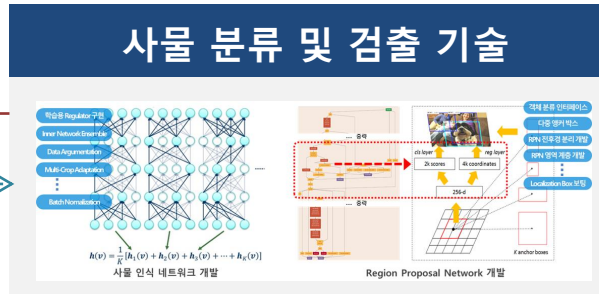 사물 분류 및 검출 기술
학습용 Regulator 구현
Inner Network Ensemble
Data Argumentation
Multi-Crop Adaptation
Batch Nomalization
......
h(v) = 1/K [h₁(v) + h₂(v) + h₃(v) + ⋯ + h_K(v)]
사물 인식 네트워크 개발
.... 중략
.... 중략
cls layer
reg layer
2k scores
4k coordinates
256-d
K anchor boxes
객체 분류 인터페이스
다중 앵커 박스
RPN 전후경 분리 개발
RPN 영역 계층 개발
Localization Box 보팅
Region Proposal Network 개발